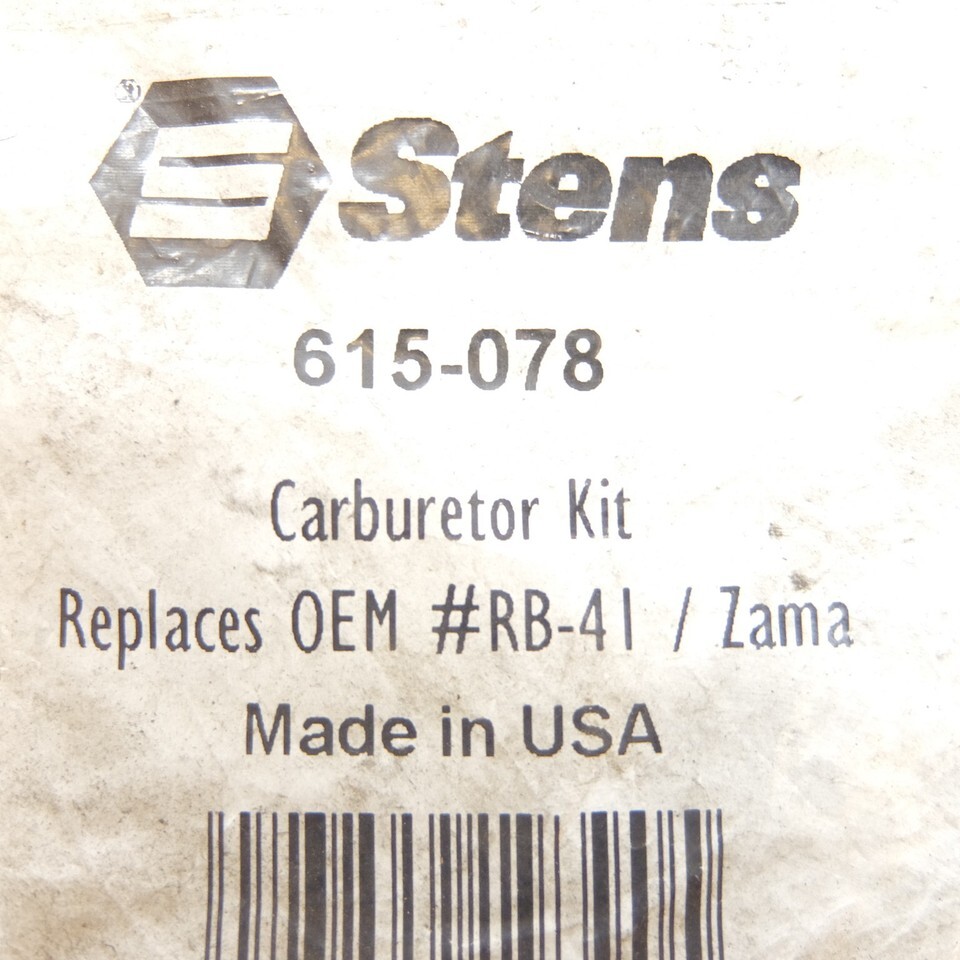 Stens
615-078
Carburetor Kit
Replaces OEM #RB-41 / Zama
Made in USA